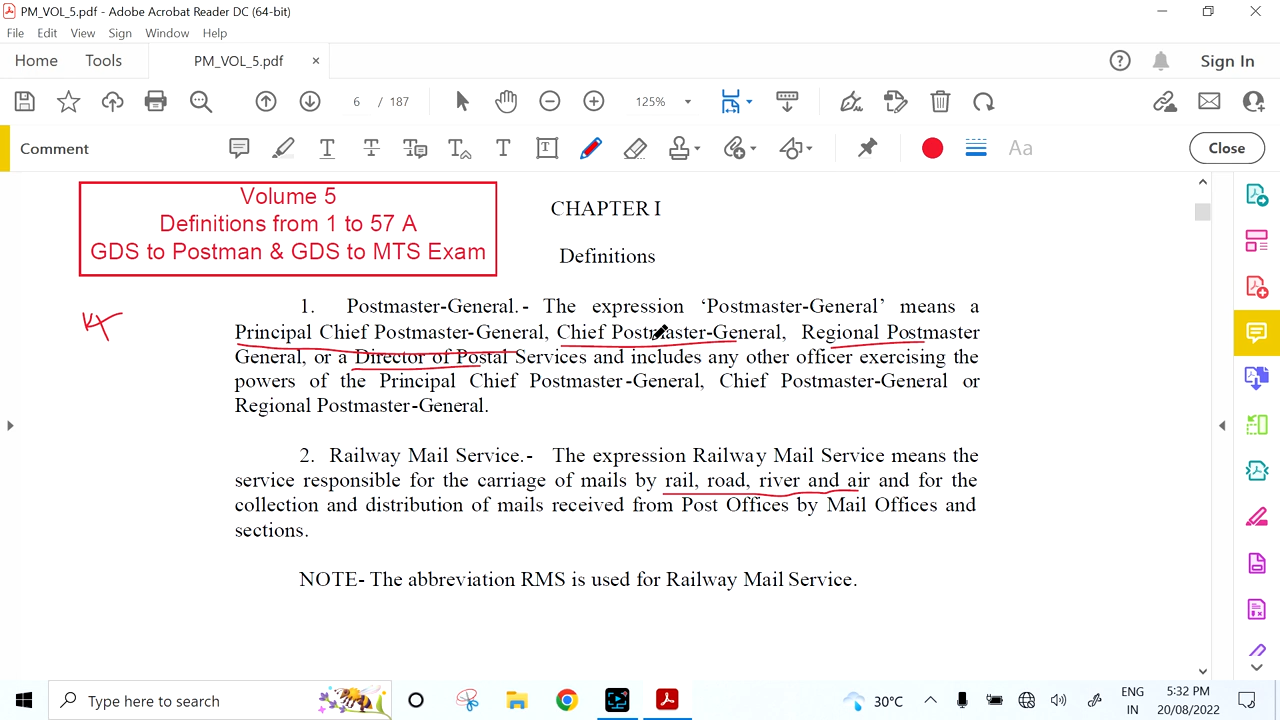 PM_VOL_5.pdf - Adobe Acrobat Reader DC (64-bit)
File Edit View Sign Window Help
Home Tools PM_VOL_5.pdf × Sign In
6 / 187 125%
Comment Aa Close
Volume 5
Definitions from 1 to 57 A
GDS to Postman & GDS to MTS Exam
CHAPTER I
Definitions
1. Postmaster-General.- The expression ‘Postmaster-General’ means a
Principal Chief Postmaster-General, Chief Postmaster-General, Regional Postmaster
General, or a Director of Postal Services and includes any other officer exercising the
powers of the Principal Chief Postmaster-General, Chief Postmaster-General or
Regional Postmaster-General.
2. Railway Mail Service.- The expression Railway Mail Service means the
service responsible for the carriage of mails by rail, road, river and air and for the
collection and distribution of mails received from Post Offices by Mail Offices and
sections.
NOTE- The abbreviation RMS is used for Railway Mail Service.
Type here to search
30°C
ENG
IN
5:32 PM
20/08/2022